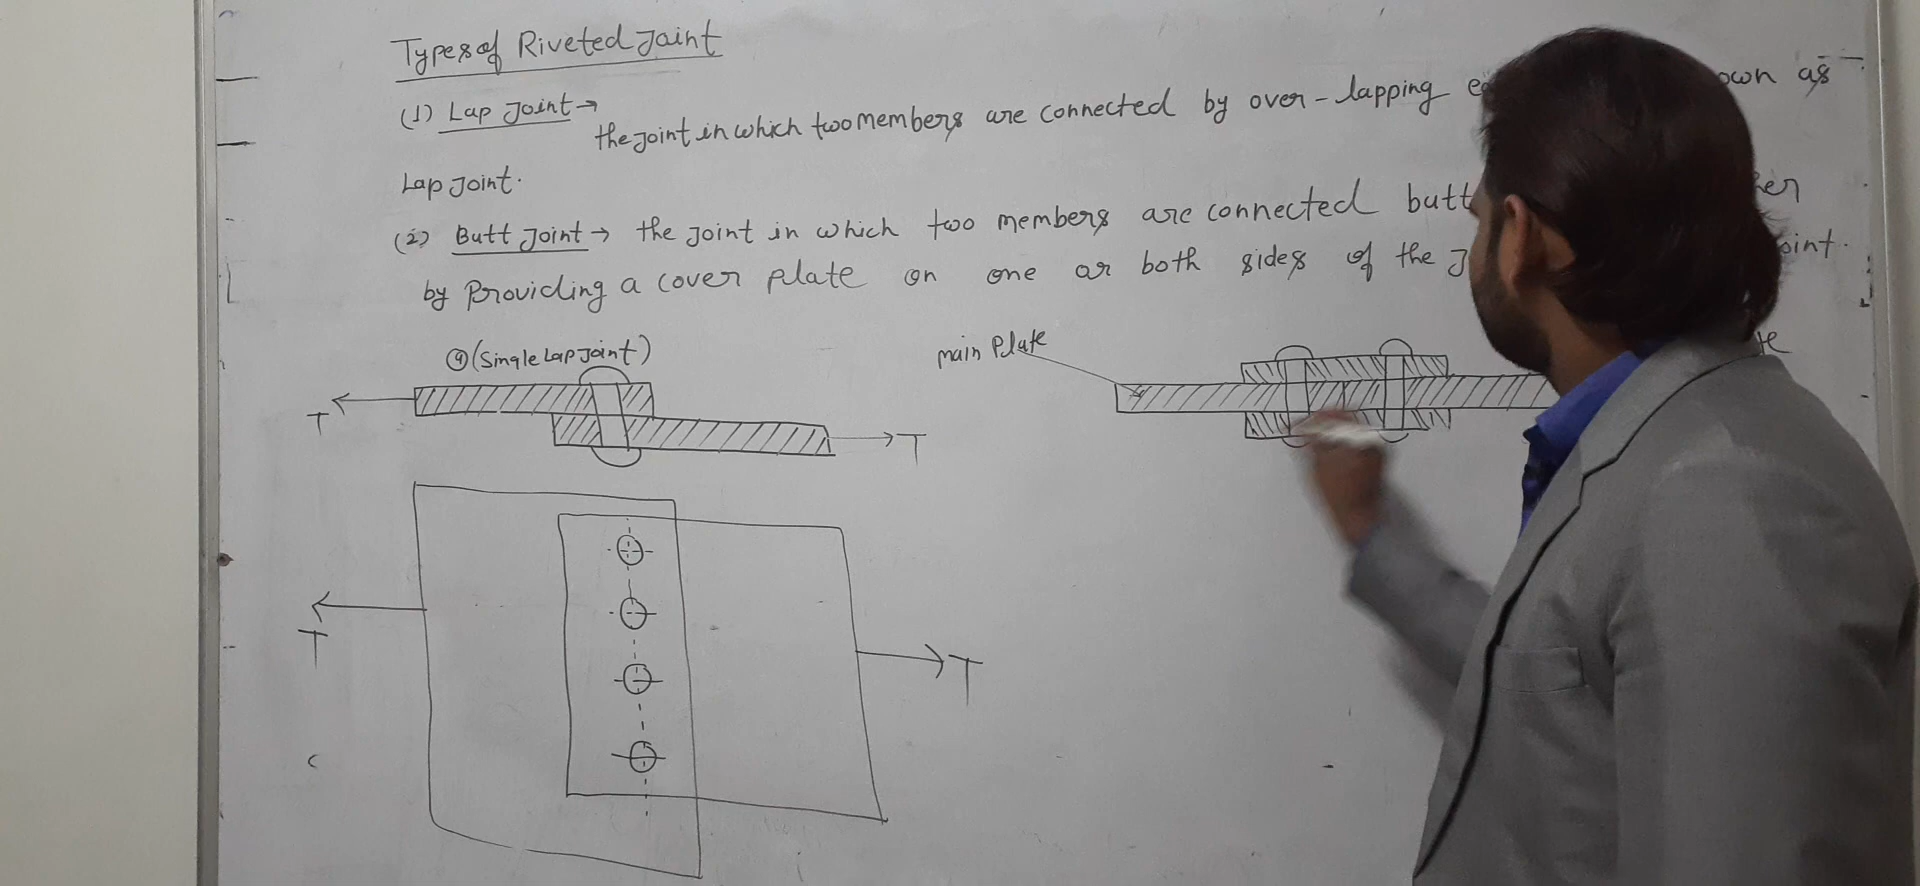 Types of Riveted Joint
(1) Lap Joint →
the Joint in which two members are connected by over-lapping
as
Lap Joint.
(2) Butt Joint → the Joint in which two members are connected butt
by Providing a cover plate on one or both sides of the
(a) (Single Lap Joint)
main Plate
T
T
T
T